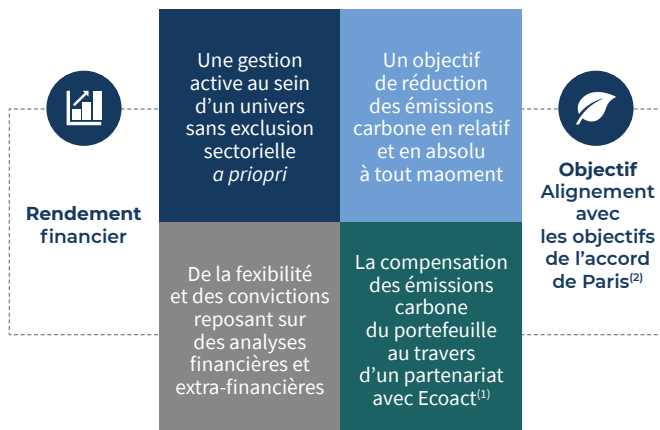 Une gestion
active au sein
d'un univers
sans exclusion
sectorielle
a priopri
Un objectif
de réduction
des émissions
carbone en relatif
et en absolu
à tout maoment
Rendement
financier
Objectif
Alignement
avec
les objectifs
de l'accord
de Paris(2)
De la fexibilité
et des convictions
reposant sur
des analyses
financières et
extra-financières
La compensation
des émissions
carbone
du portefeuille
au travers
d'un partenariat
avec Ecoact(1)